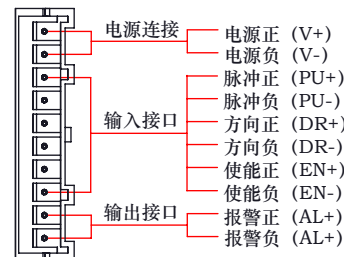 电源连接
电源正 (V+)
电源负 (V-)
脉冲正 (PU+)
脉冲负 (PU-)
输入接口
方向正 (DR+)
方向负 (DR-)
使能正 (EN+)
使能负 (EN-)
输出接口
报警正 (AL+)
报警负 (AL+)